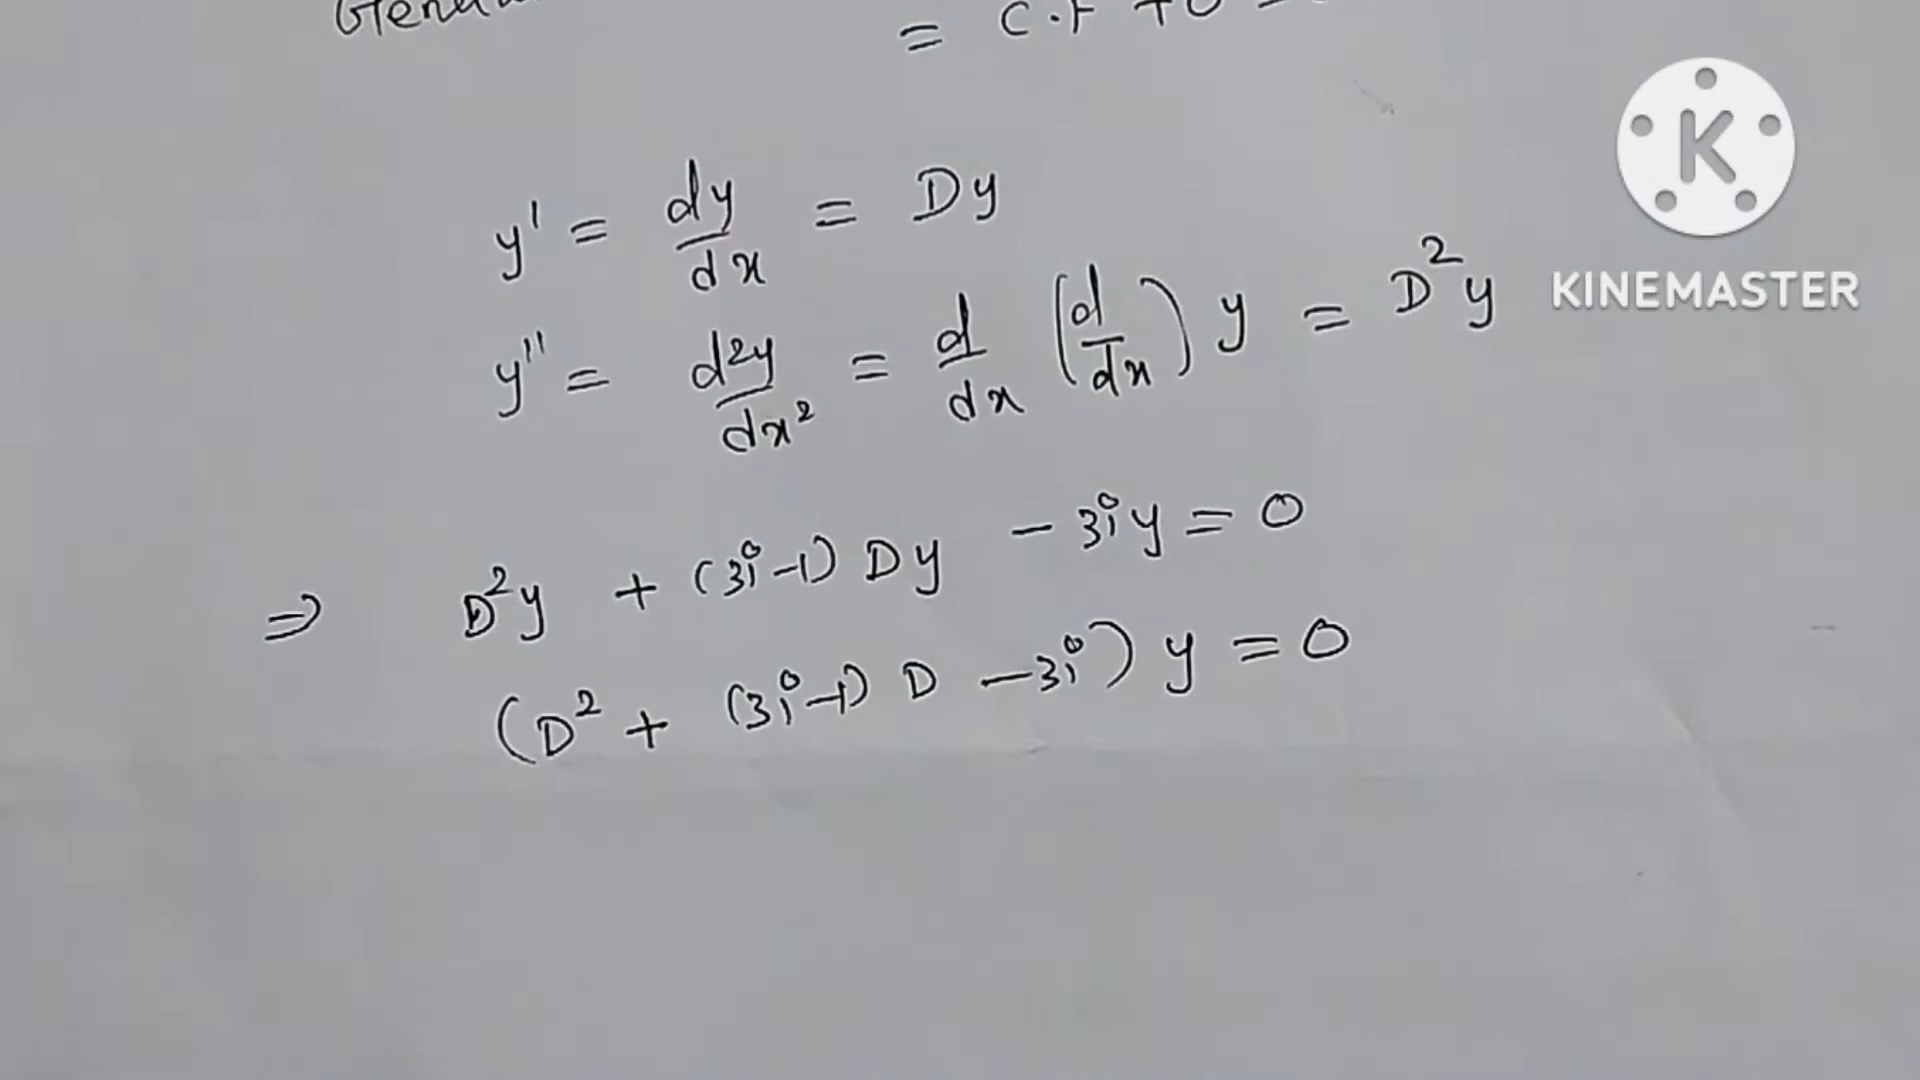 = C.F + 0
y' = dy/dx = Dy
y'' = d²y/dx² = d/dx (d/dx) y = D²y
⇒ D²y + (3i-1) Dy - 3iy = 0
(D² + (3i-1) D - 3i) y = 0
K
KINEMASTER